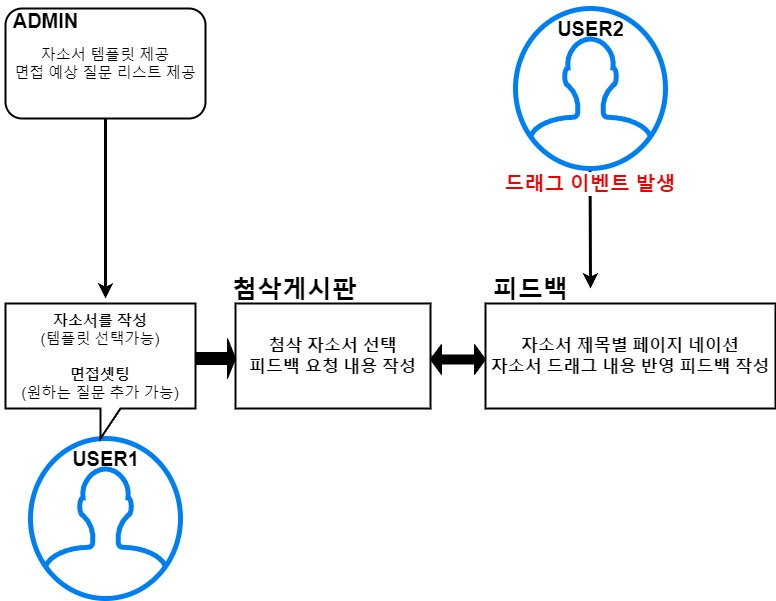 ADMIN
자소서 템플릿 제공
면접 예상 질문 리스트 제공
USER2
드래그 이벤트 발생
첨삭게시판
피드백
자소서를 작성
(템플릿 선택가능)
면접셋팅
(원하는 질문 추가 가능)
첨삭 자소서 선택
피드백 요청 내용 작성
자소서 제목별 페이지 네이션
자소서 드래그 내용 반영 피드백 작성
USER1